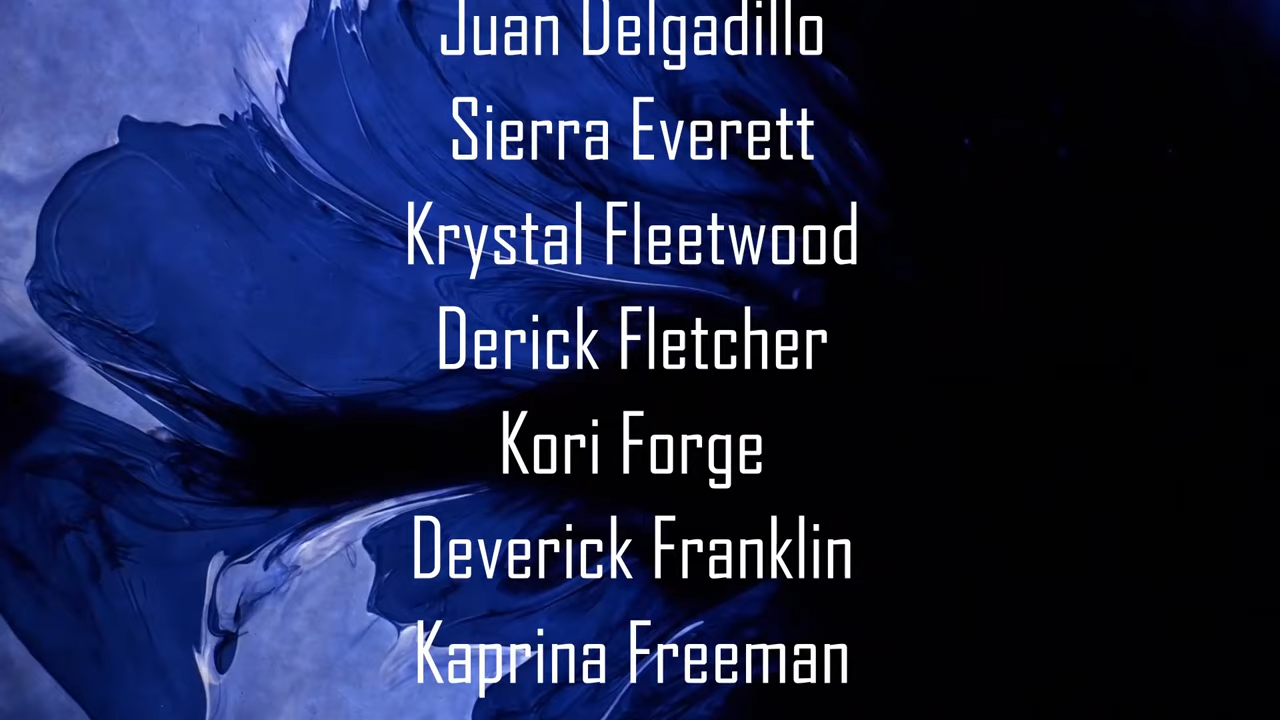 Juan Delgadillo
Sierra Everett
Krystal Fleetwood
Derick Fletcher
Kori Forge
Deverick Franklin
Kaprina Freeman